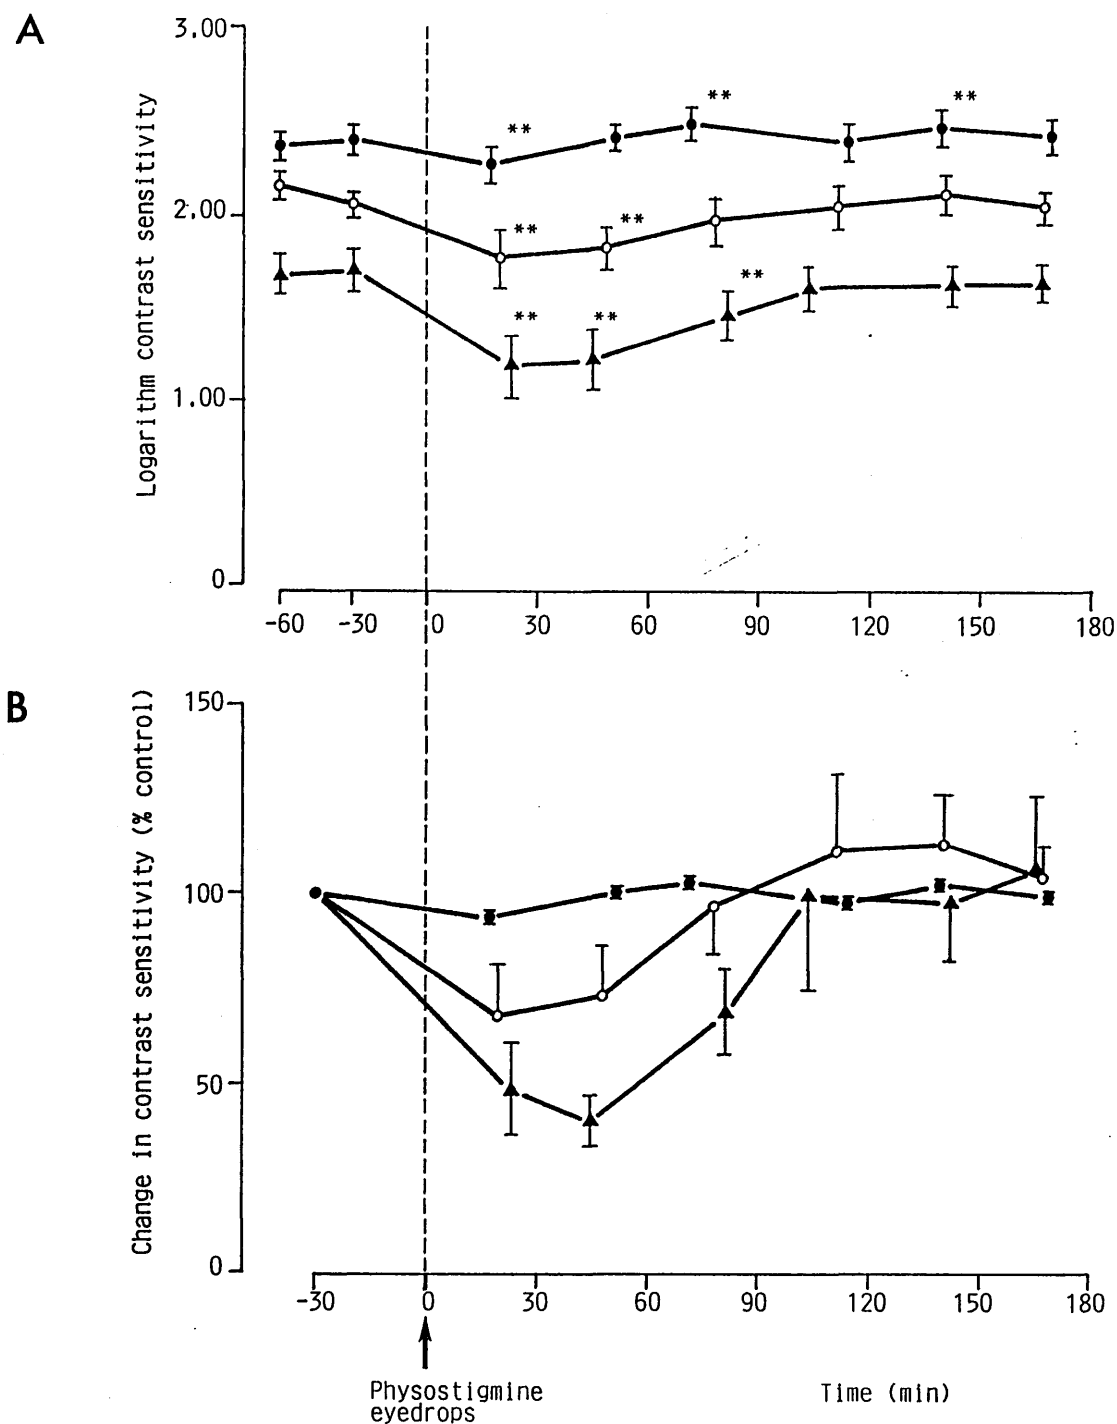 A
3.00
2.00
1.00
0
Logarithm contrast sensitivity
**
**
**
**
**
**
**
**
-60 -30 0 30 60 90 120 150 180
B
150
100
50
0
Change in contrast sensitivity (% control)
-30 0 30 60 90 120 150 180
Physostigmine
eyedrops
Time (min)